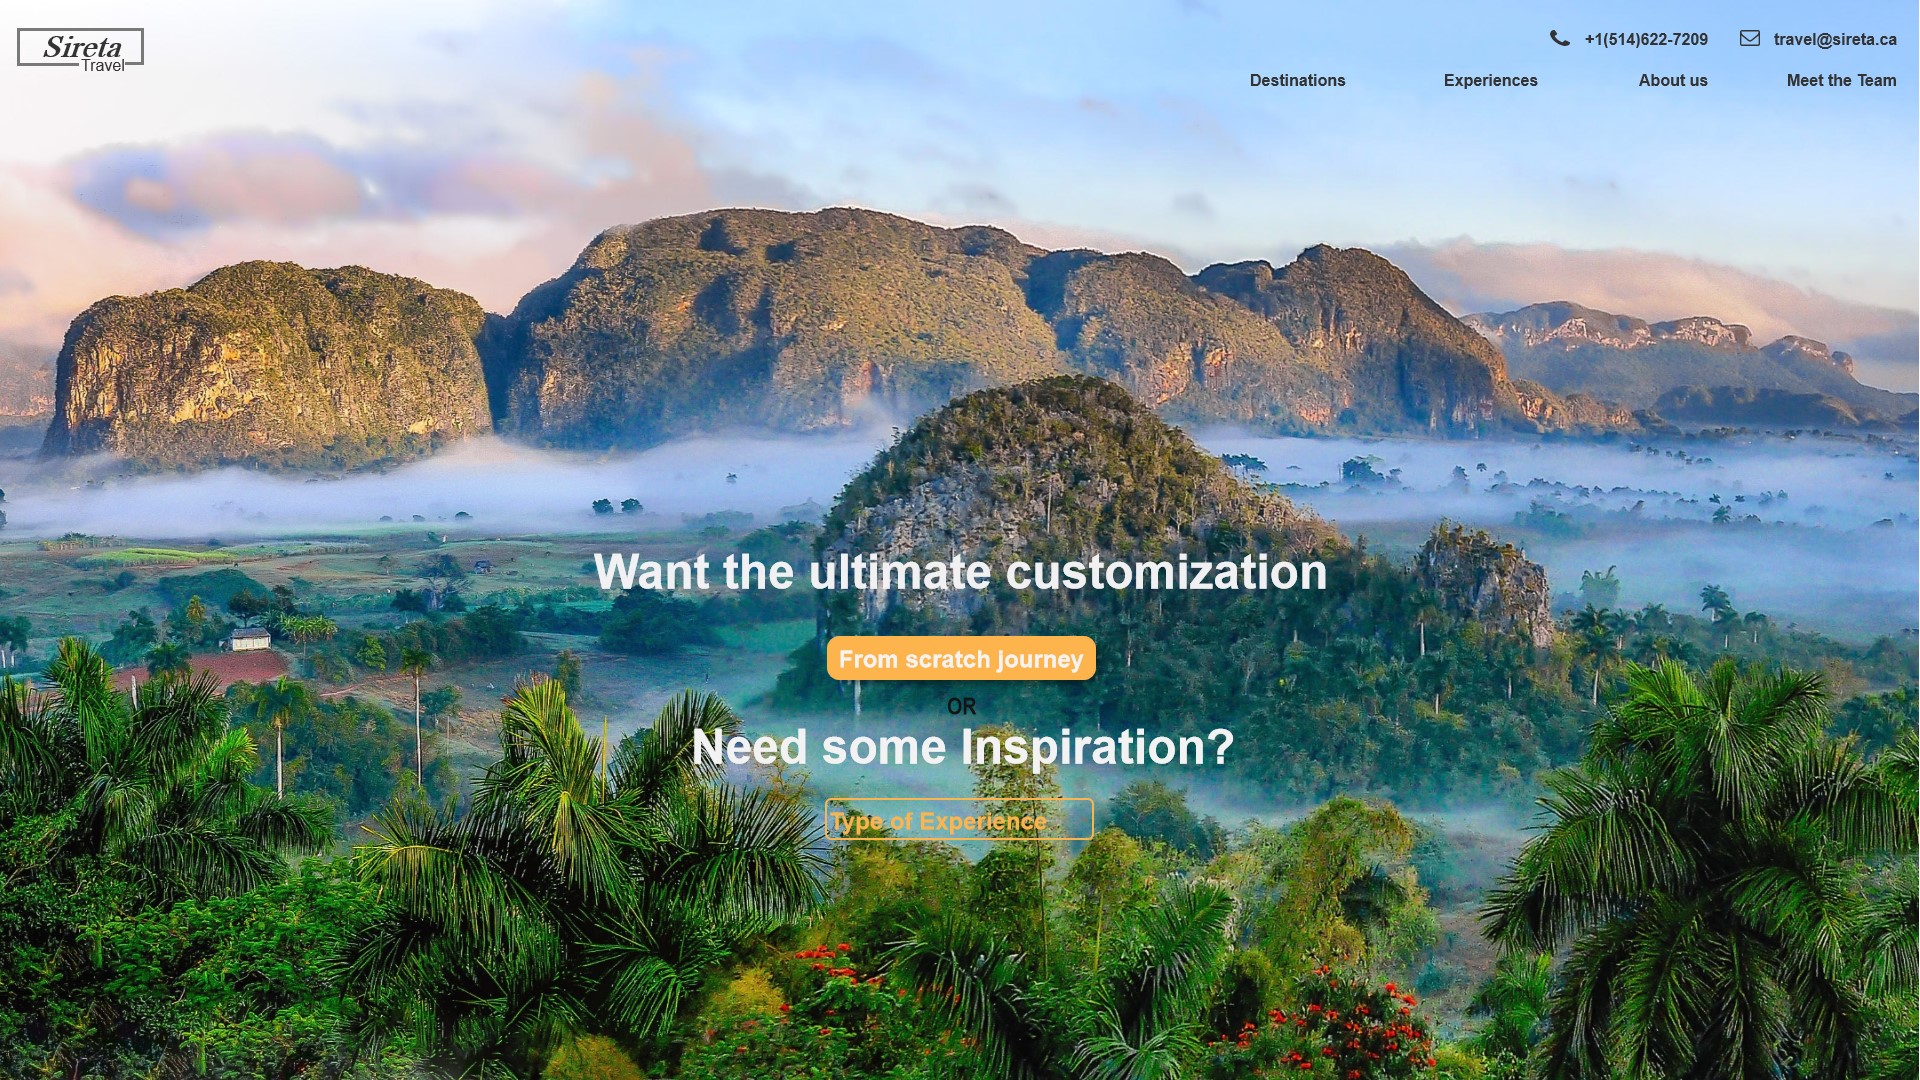 Sireta
Travel
+1(514)622-7209
travel@sireta.ca
Destinations
Experiences
About us
Meet the Team
Want the ultimate customization
From scratch journey
OR
Need some Inspiration?
Type of Experience